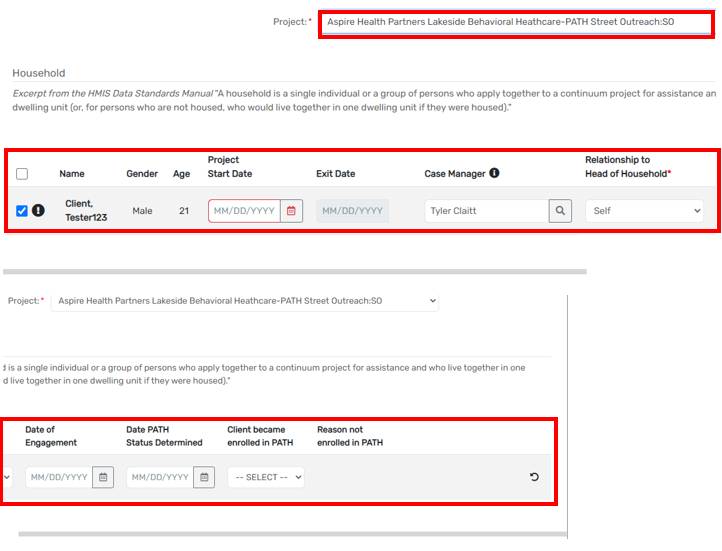 Project:* Aspire Health Partners Lakeside Behavioral Heathcare-PATH Street Outreach:SO
Household
Excerpt from the HMIS Data Standards Manual "A household is a single individual or a group of persons who apply together to a continuum project for assistance an
dwelling unit (or, for persons who are not housed, who would live together in one dwelling unit if they were housed)."
Name Gender Age Project Start Date Exit Date Case Manager Relationship to Head of Household*
Client, Tester123 Male 21 MM/DD/YYYY MM/DD/YYYY Tyler Claitt Self
Project:* Aspire Health Partners Lakeside Behavioral Heathcare-PATH Street Outreach:SO
d is a single individual or a group of persons who apply together to a continuum project for assistance and who live together in one
d live together in one dwelling unit if they were housed)."
Date of Engagement Date PATH Status Determined Client became enrolled in PATH Reason not enrolled in PATH
MM/DD/YYYY MM/DD/YYYY -- SELECT --